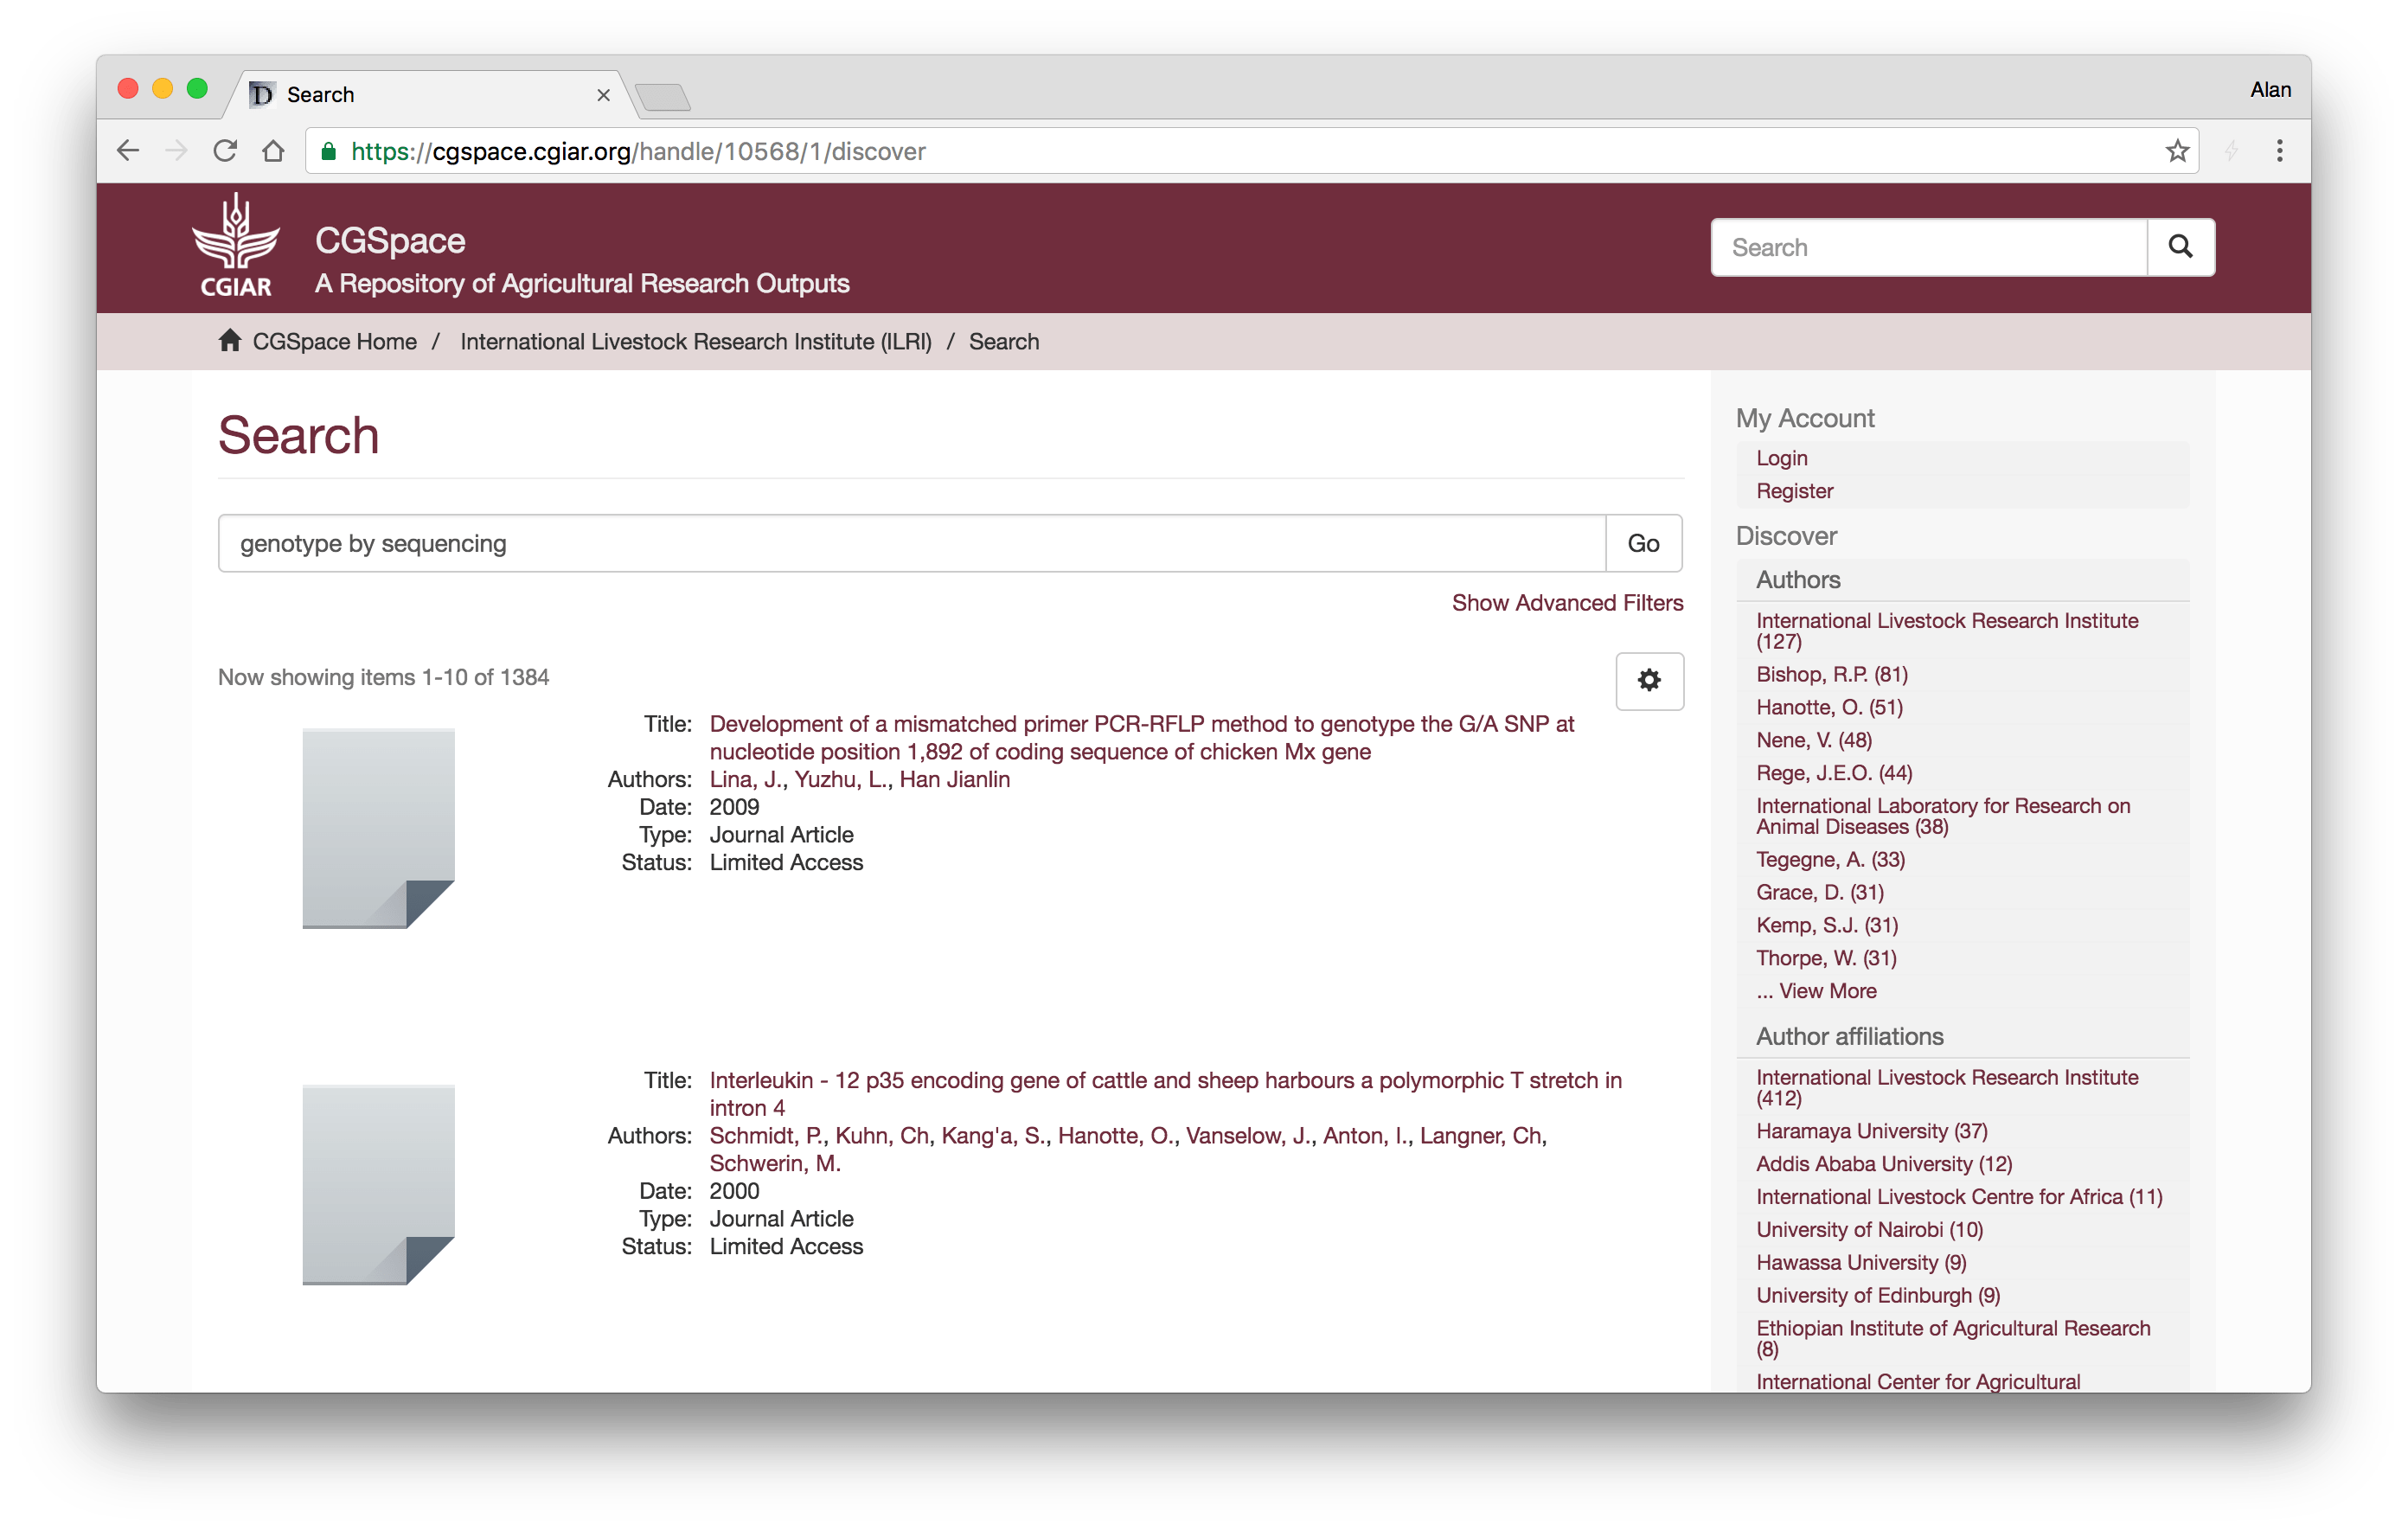 Search
Alan
https://cgspace.cgiar.org/handle/10568/1/discover
CGIAR
CGSpace
A Repository of Agricultural Research Outputs
Search
CGSpace Home / International Livestock Research Institute (ILRI) / Search
Search
genotype by sequencing
Go
Show Advanced Filters
Now showing items 1-10 of 1384
Title: Development of a mismatched primer PCR-RFLP method to genotype the G/A SNP at
nucleotide position 1,892 of coding sequence of chicken Mx gene
Authors: Lina, J., Yuzhu, L., Han Jianlin
Date: 2009
Type: Journal Article
Status: Limited Access
Title: Interleukin - 12 p35 encoding gene of cattle and sheep harbours a polymorphic T stretch in
intron 4
Authors: Schmidt, P., Kuhn, Ch, Kang'a, S., Hanotte, O., Vanselow, J., Anton, I., Langner, Ch,
Schwerin, M.
Date: 2000
Type: Journal Article
Status: Limited Access
My Account
Login
Register
Discover
Authors
International Livestock Research Institute
(127)
Bishop, R.P. (81)
Hanotte, O. (51)
Nene, V. (48)
Rege, J.E.O. (44)
International Laboratory for Research on
Animal Diseases (38)
Tegegne, A. (33)
Grace, D. (31)
Kemp, S.J. (31)
Thorpe, W. (31)
... View More
Author affiliations
International Livestock Research Institute
(412)
Haramaya University (37)
Addis Ababa University (12)
International Livestock Centre for Africa (11)
University of Nairobi (10)
Hawassa University (9)
University of Edinburgh (9)
Ethiopian Institute of Agricultural Research
(8)
International Center for Agricultural